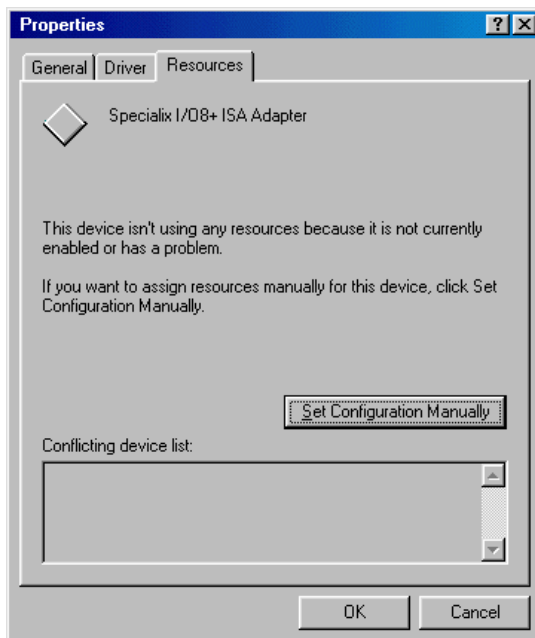 Properties
General Driver Resources
Specialix I/O8+ ISA Adapter
This device isn't using any resources because it is not currently
enabled or has a problem.
If you want to assign resources manually for this device, click Set
Configuration Manually.
Set Configuration Manually
Conflicting device list:
OK Cancel